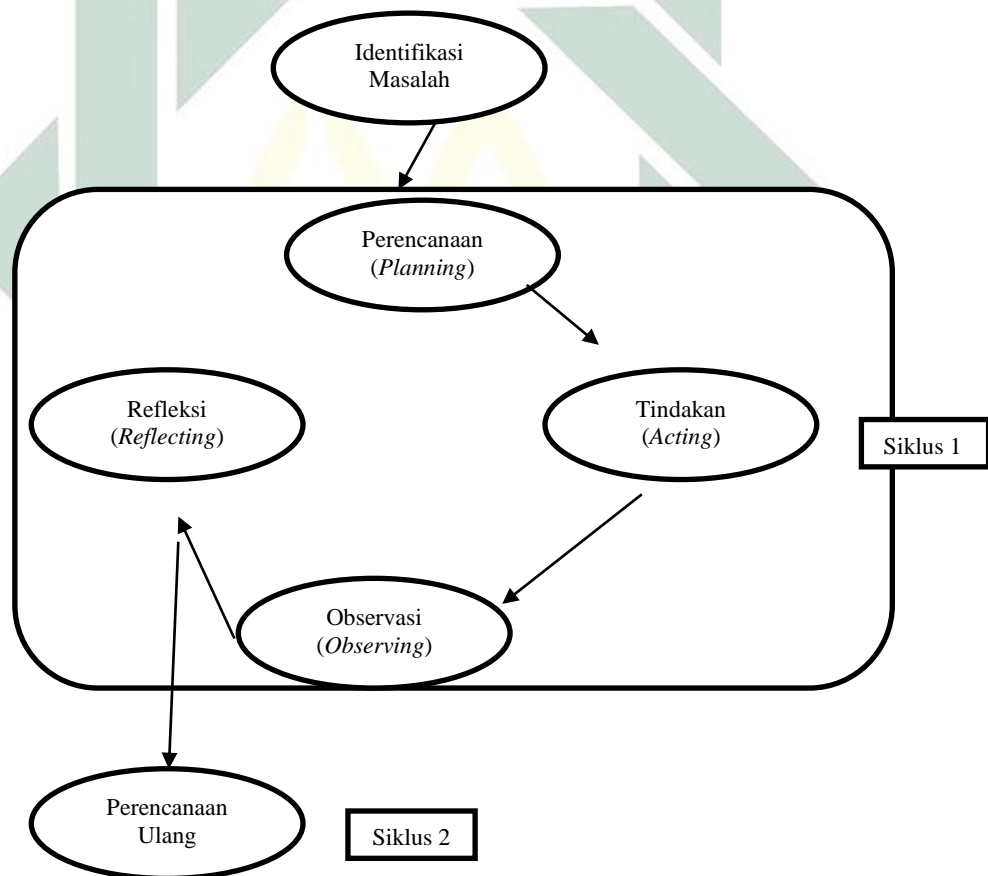 Identifikasi
Masalah
Perencanaan
(Planning)
Refleksi
(Reflecting)
Tindakan
(Acting)
Siklus 1
Observasi
(Observing)
Perencanaan
Ulang
Siklus 2